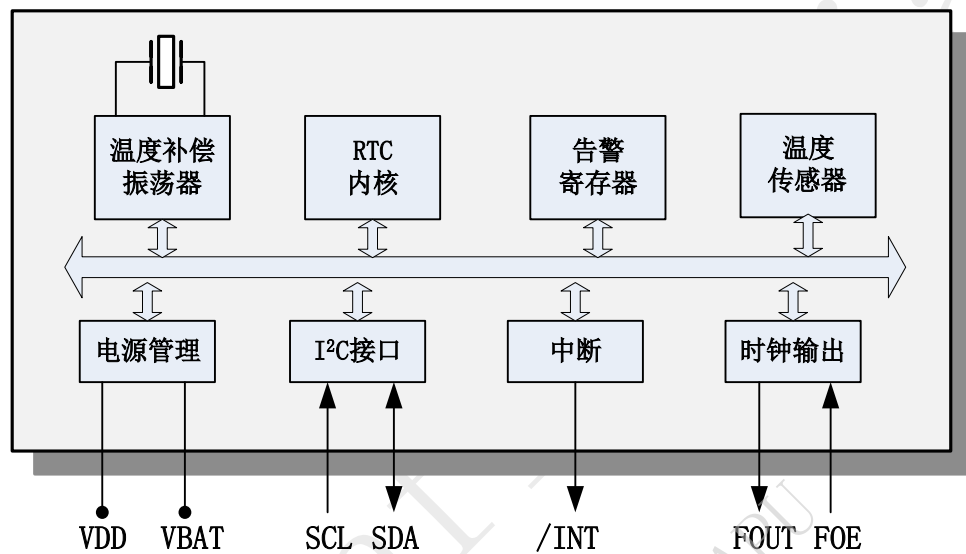 温度补偿
振荡器
RTC
内核
告警
寄存器
温度
传感器
电源管理
I²C接口
中断
时钟输出
VDD VBAT SCL SDA /INT FOUT FOE